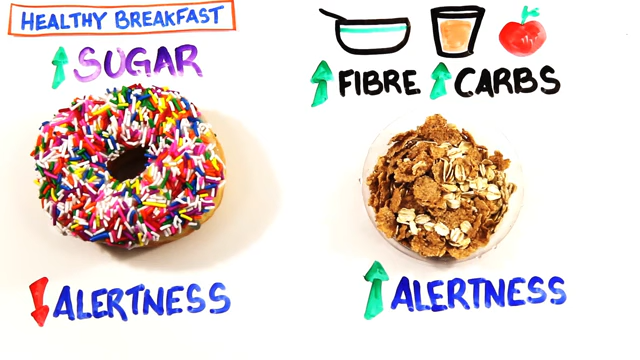 HEALTHY BREAKFAST
SUGAR
FIBRE CARBS
ALERTNESS
ALERTNESS